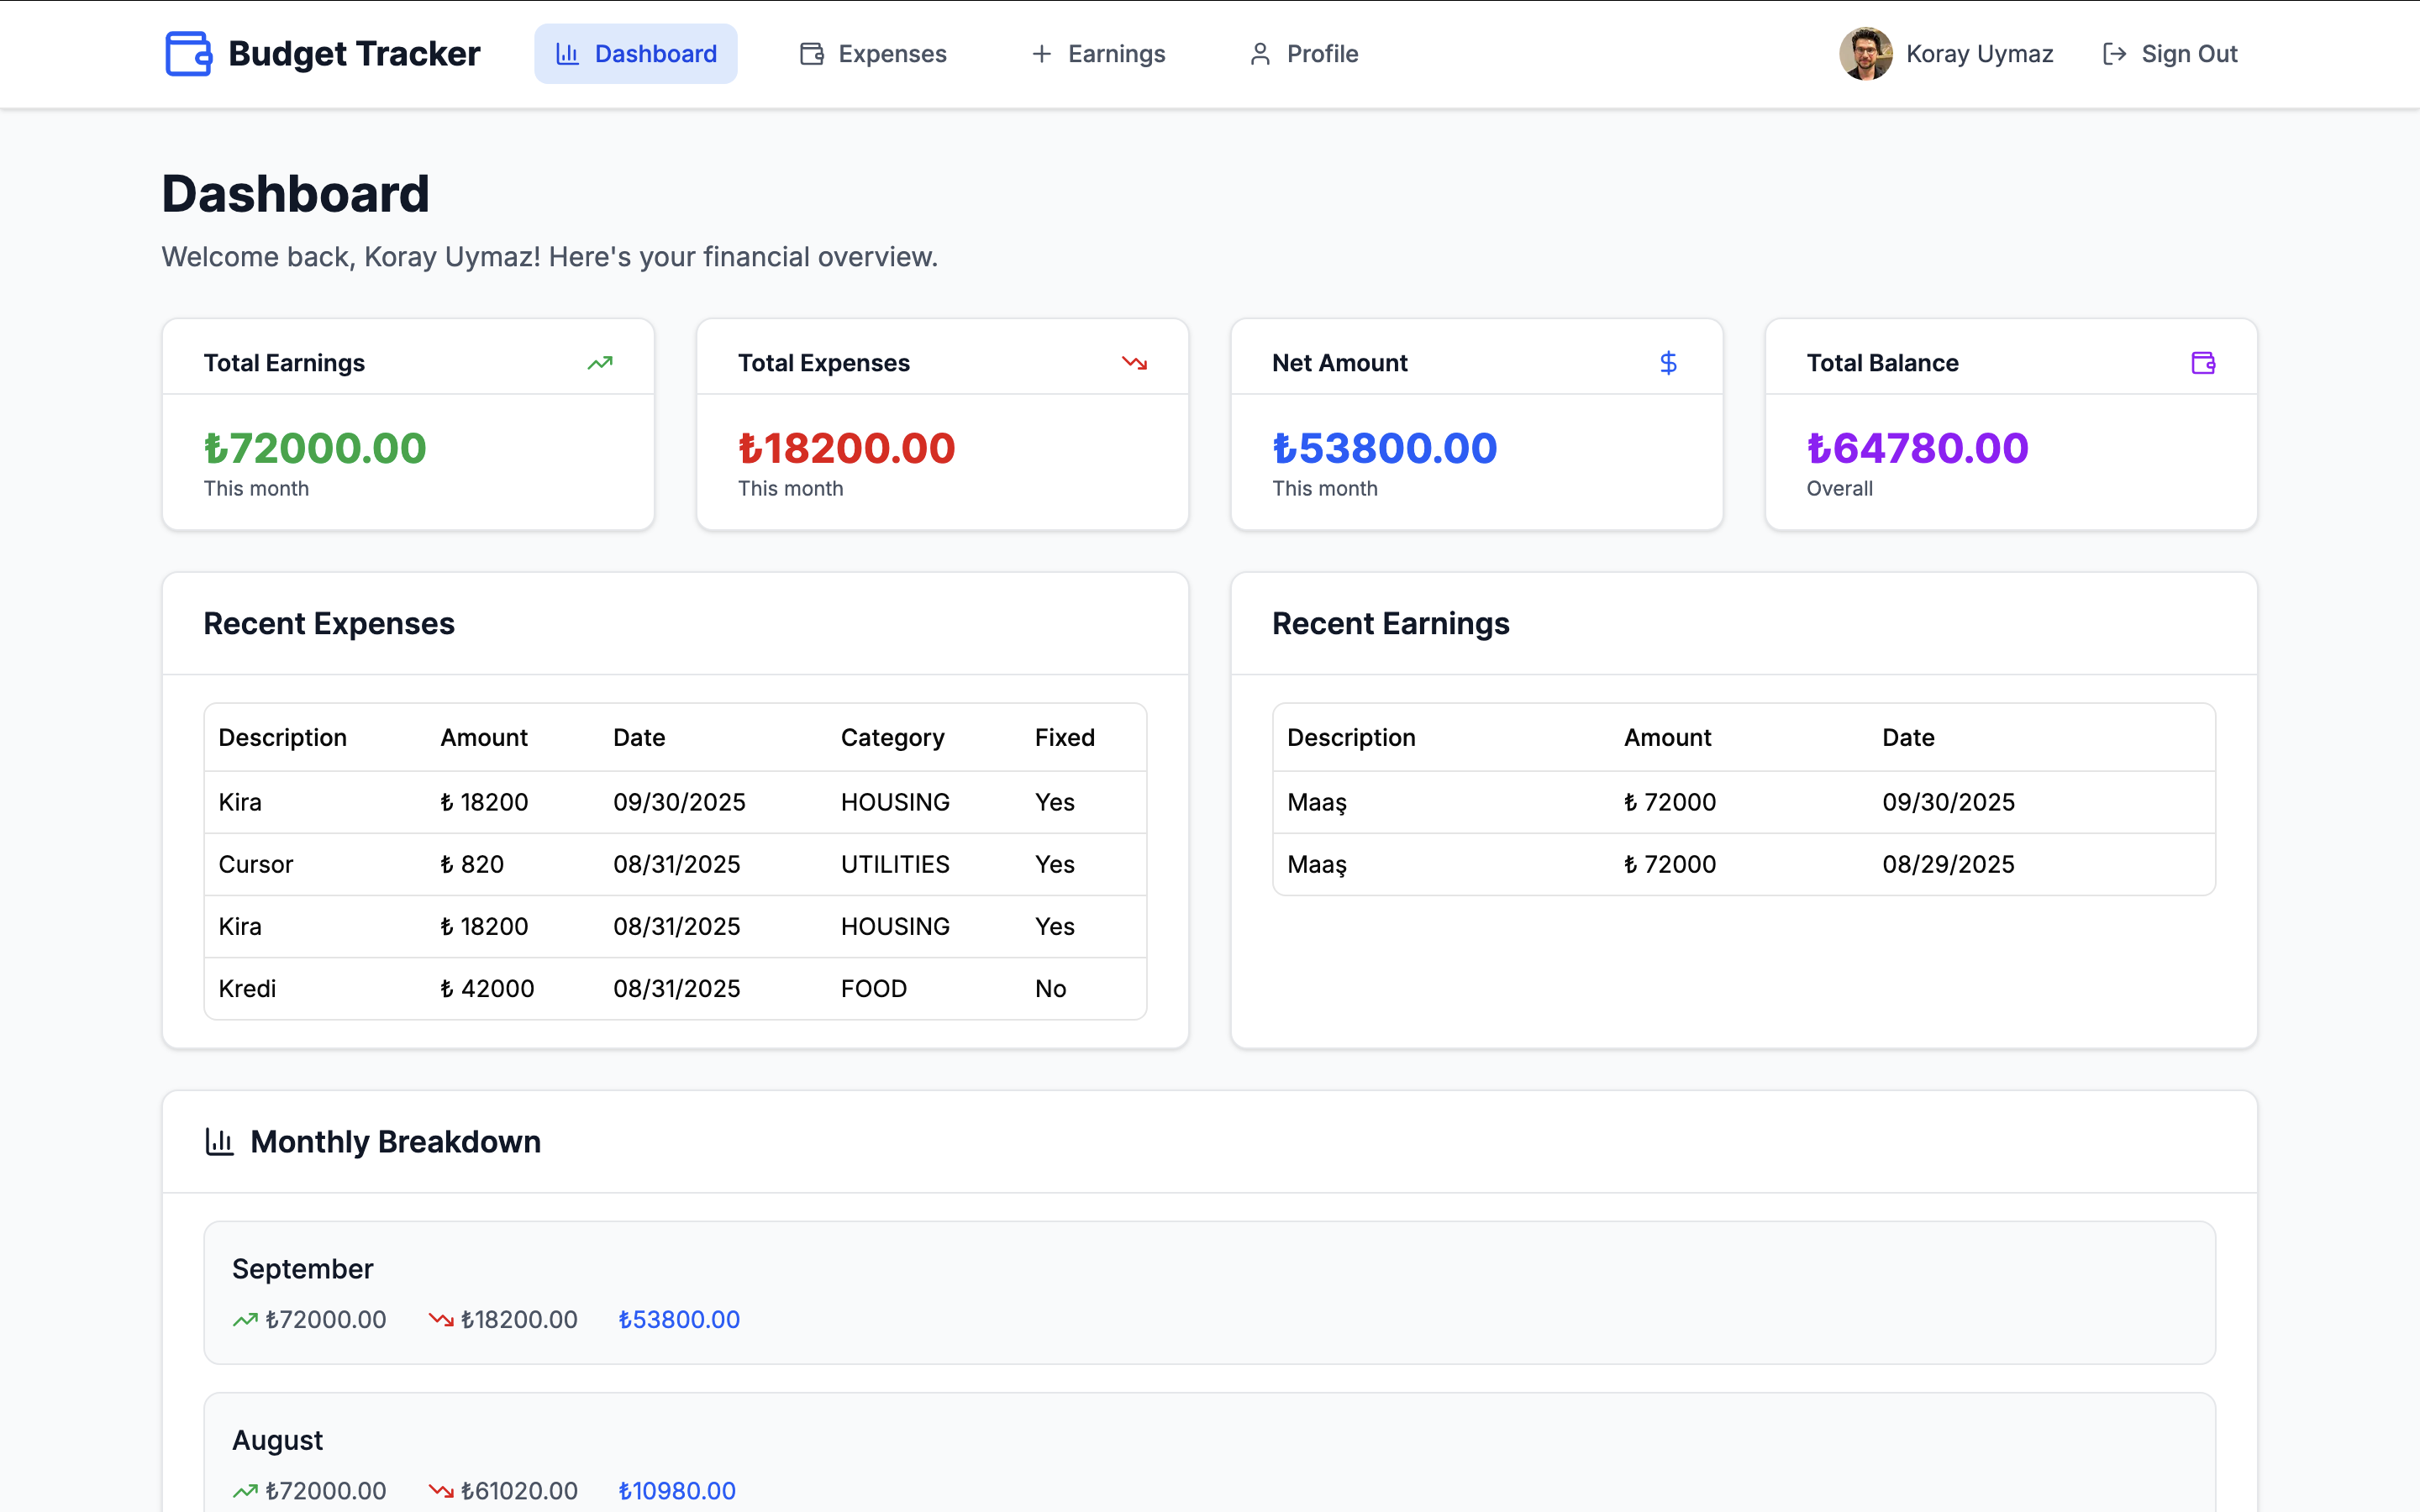 Budget Tracker Dashboard Expenses Earnings Profile Koray Uymaz Sign Out
Dashboard
Welcome back, Koray Uymaz! Here's your financial overview.
Total Earnings
₺72000.00
This month
Total Expenses
₺18200.00
This month
Net Amount
₺53800.00
This month
Total Balance
₺64780.00
Overall
Recent Expenses
Description Amount Date Category Fixed
Kira ₺ 18200 09/30/2025 HOUSING Yes
Cursor ₺ 820 08/31/2025 UTILITIES Yes
Kira ₺ 18200 08/31/2025 HOUSING Yes
Kredi ₺ 42000 08/31/2025 FOOD No
Recent Earnings
Description Amount Date
Maaş ₺ 72000 09/30/2025
Maaş ₺ 72000 08/29/2025
Monthly Breakdown
September
₺72000.00 ₺18200.00 ₺53800.00
August
₺72000.00 ₺61020.00 ₺10980.00